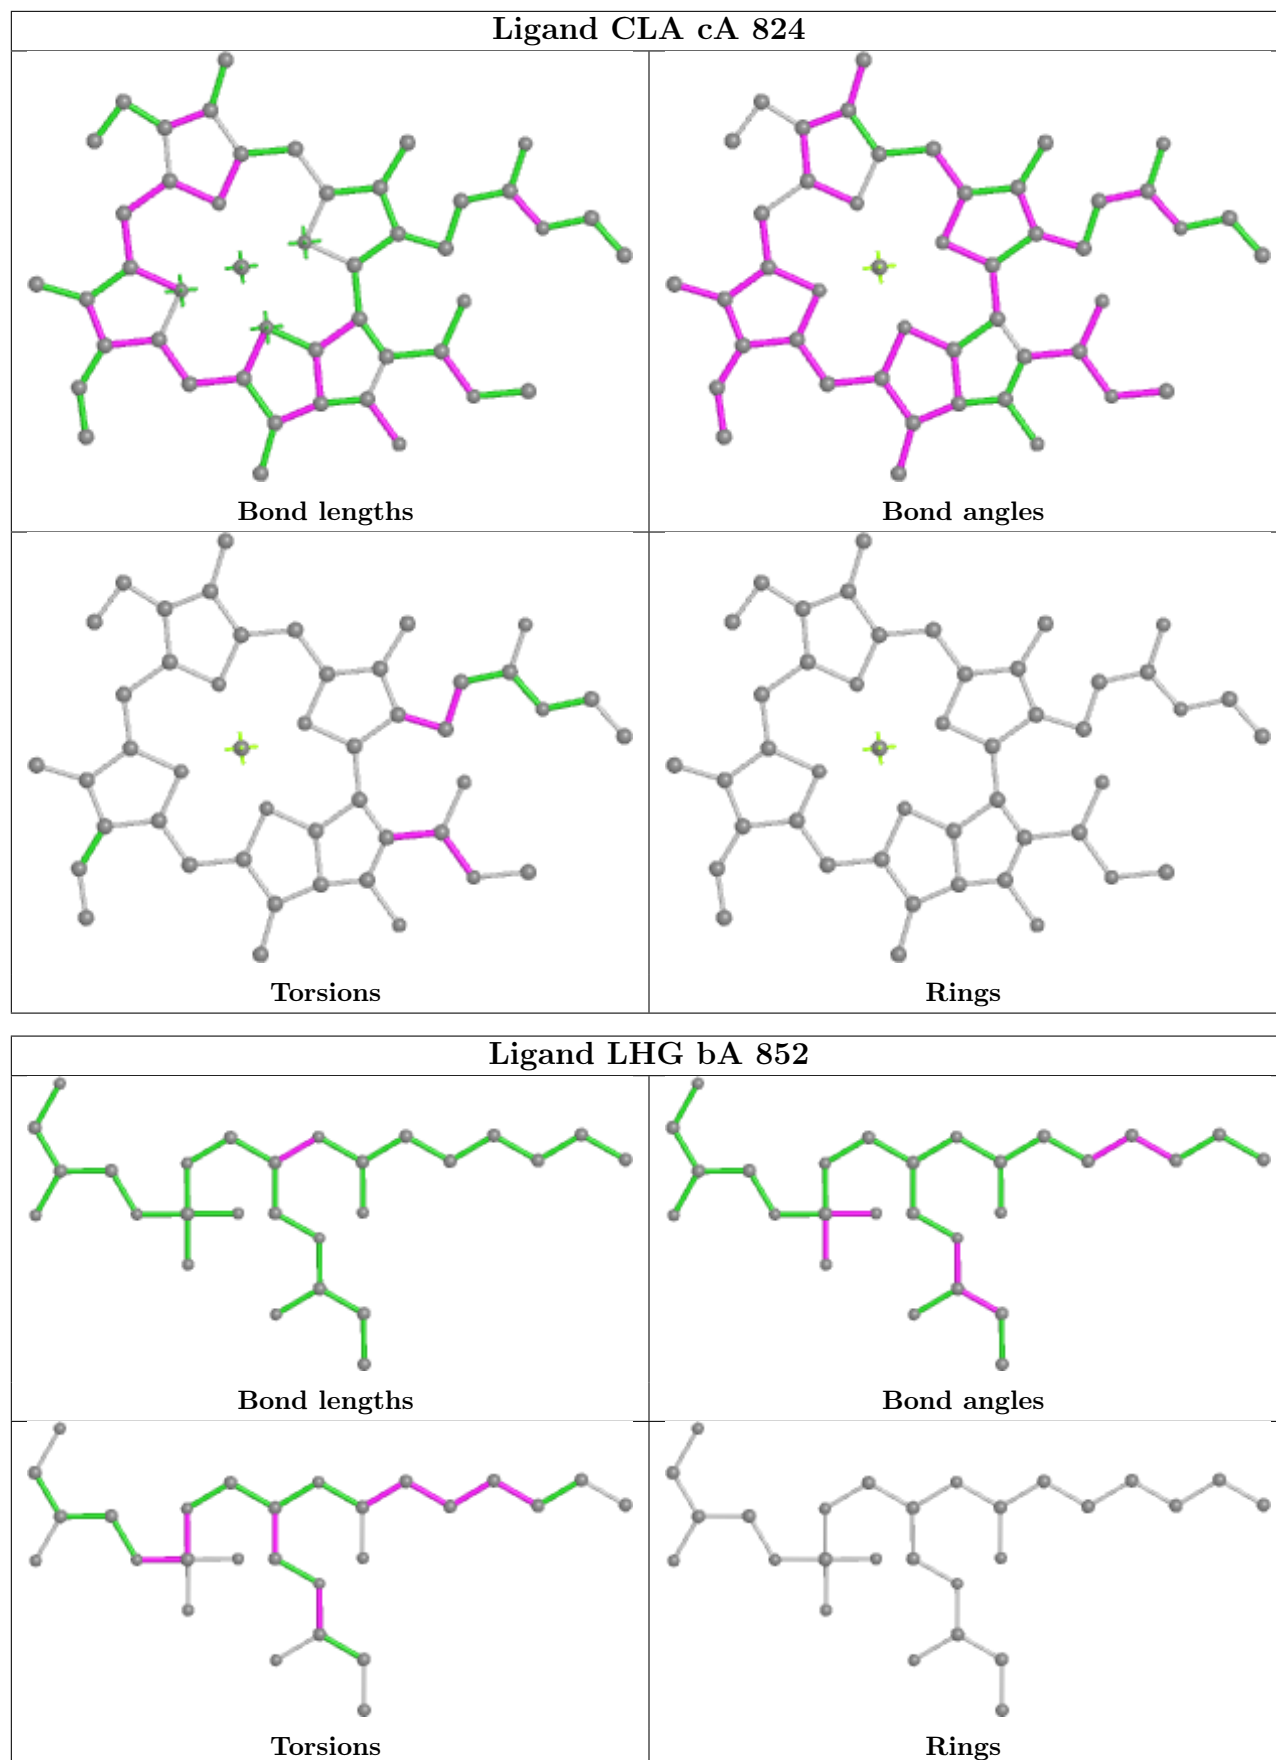 Ligand CLA cA 824
Bond lengths
Bond angles
Torsions
Rings
Ligand LHG bA 852
Bond lengths
Bond angles
Torsions
Rings